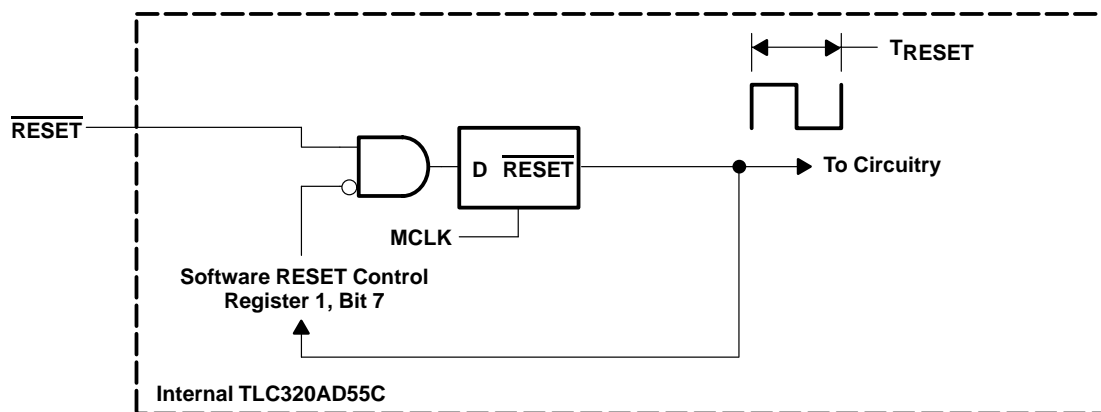 TRESET
RESET
D RESET
To Circuitry
MCLK
Software RESET Control
Register 1, Bit 7
Internal TLC320AD55C